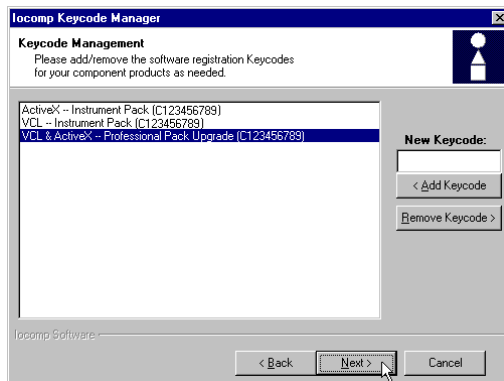 Iocomp Keycode Manager
Keycode Management
Please add/remove the software registration Keycodes
for your component products as needed.
ActiveX -- Instrument Pack (C123456789)
VCL -- Instrument Pack (C123456789)
VCL & ActiveX -- Professional Pack Upgrade (C123456789)
New Keycode:
< Add Keycode
Remove Keycode >
Iocomp Software
< Back
Next >
Cancel